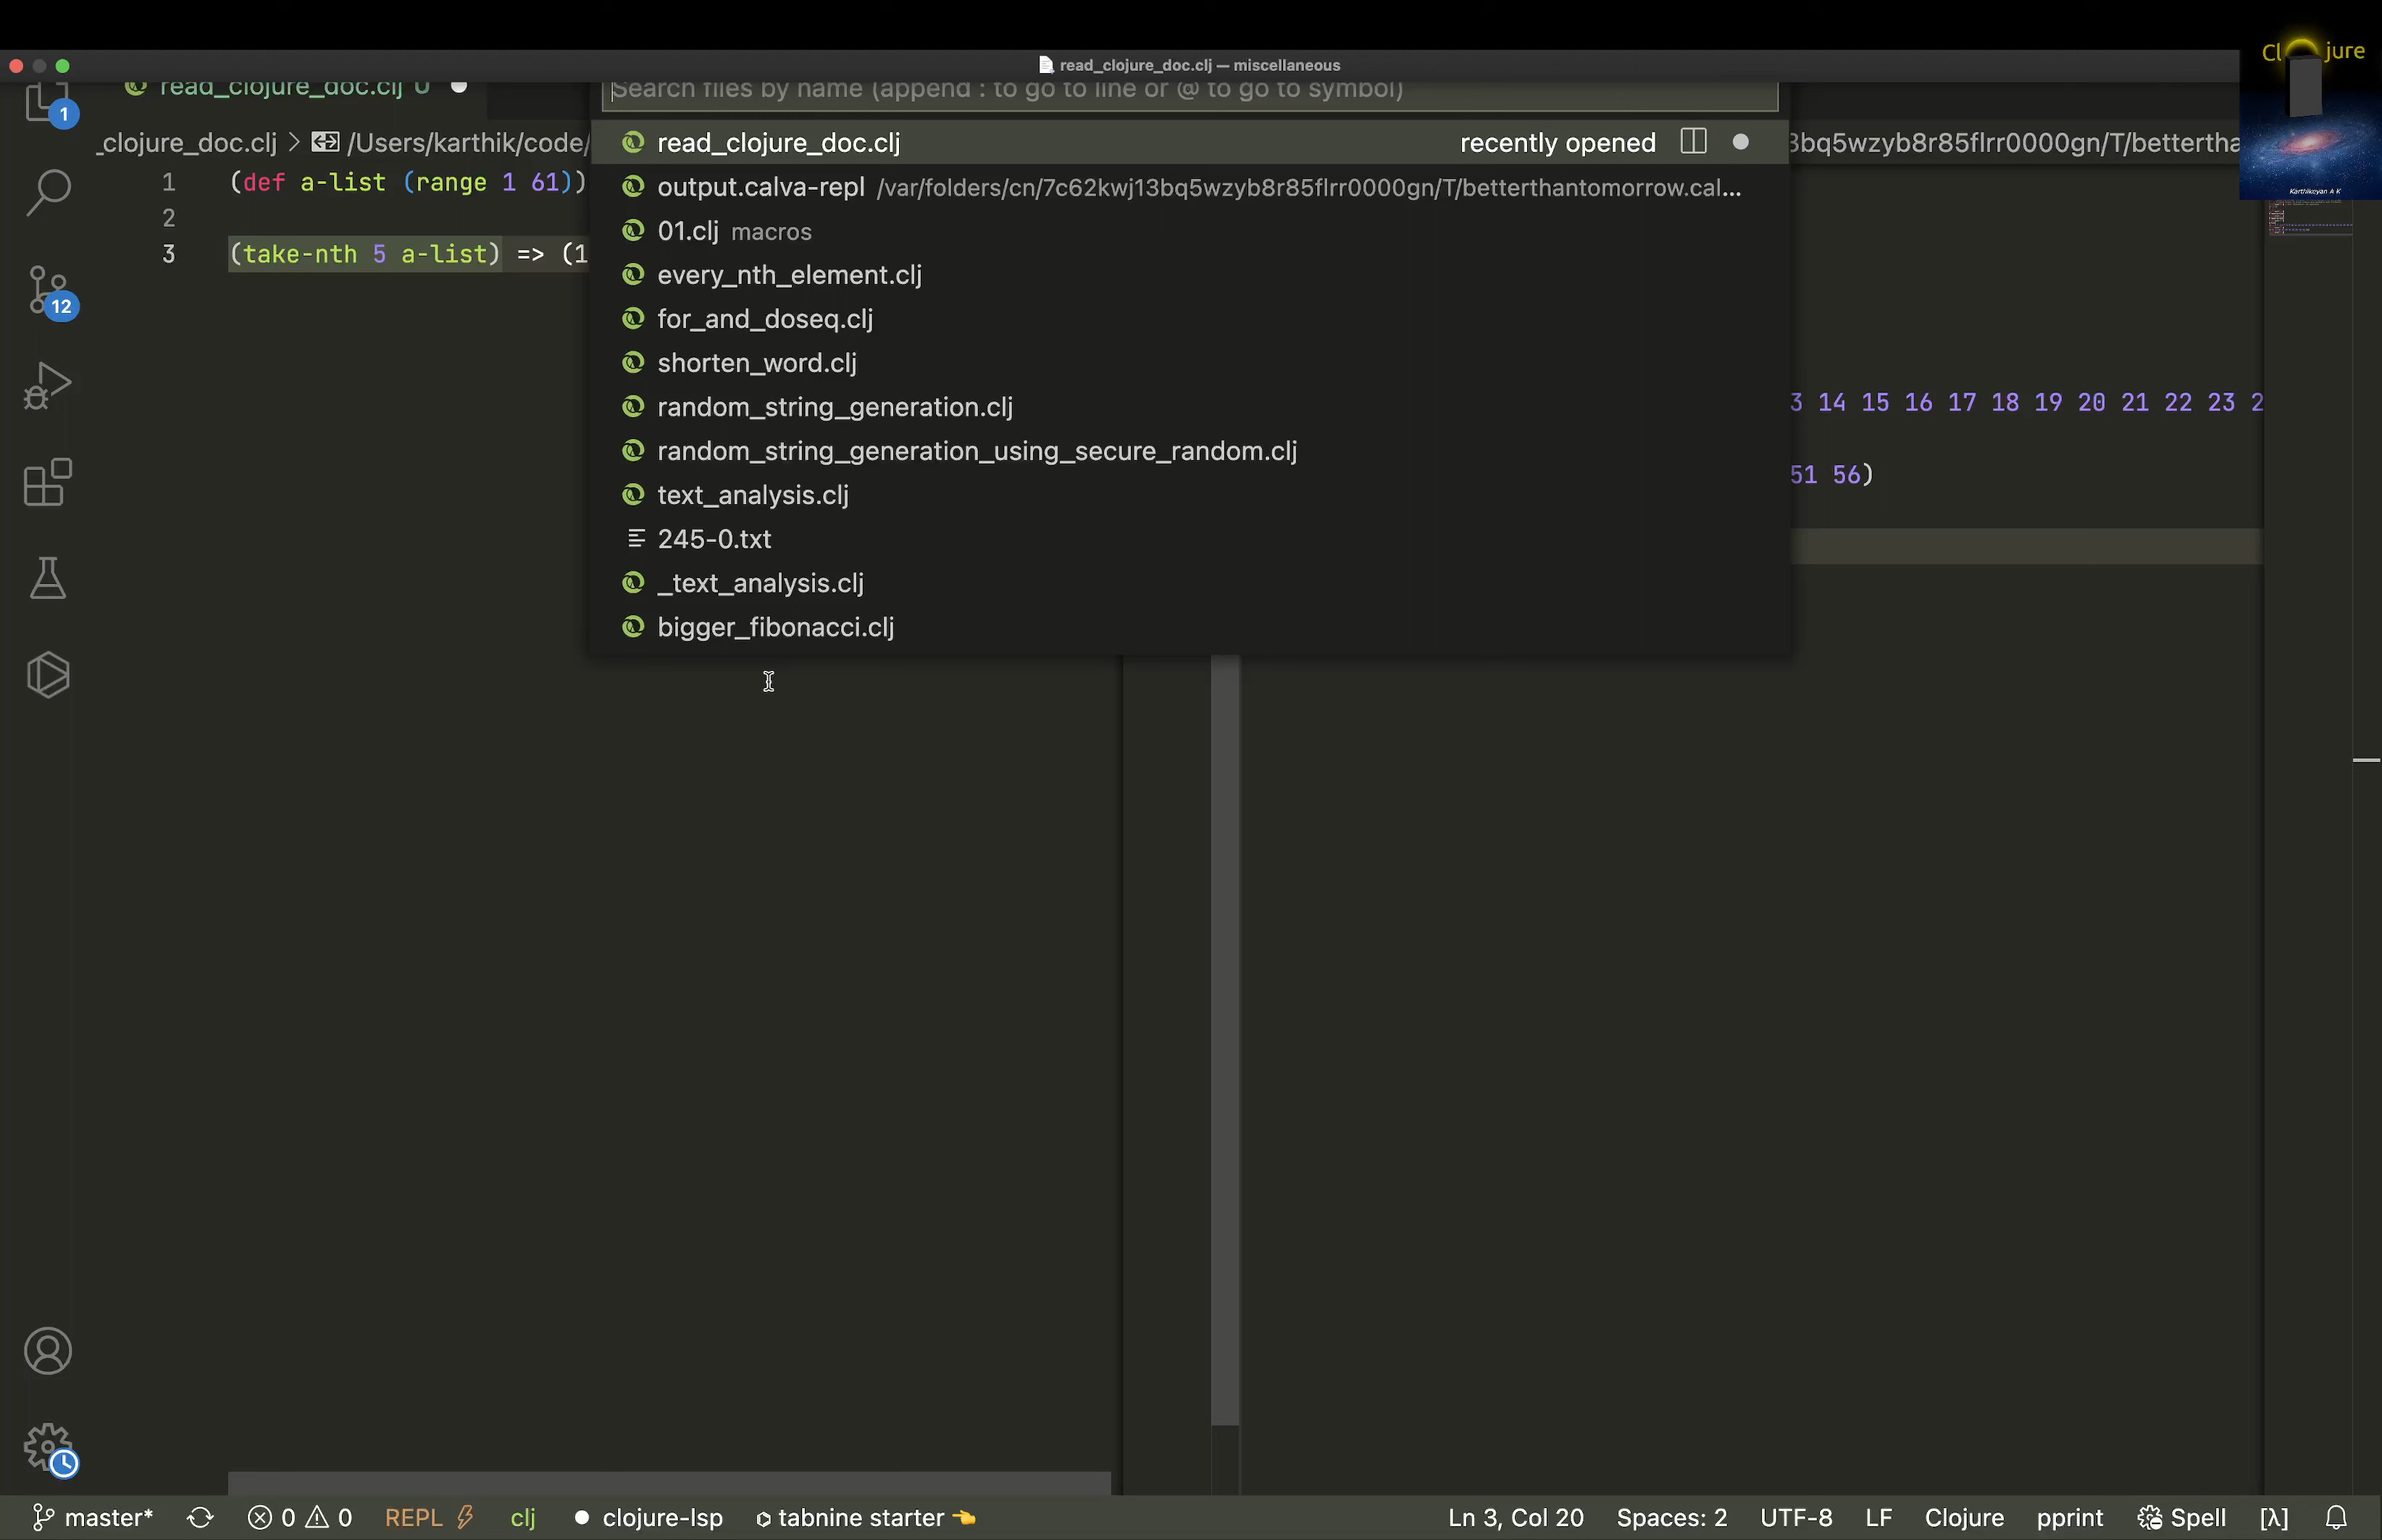 Cl jure
Karthikeyan A K
read_clojure_doc.clj — miscellaneous
read_clojure_doc.clj U
Search files by name (append : to go to line or @ to go to symbol)
1
_clojure_doc.clj > /Users/karthik/code/
read_clojure_doc.clj recently opened
3bq5wzyb8r85flrr0000gn/T/bettertha
1 (def a-list (range 1 61))
output.calva-repl /var/folders/cn/7c62kwj13bq5wzyb8r85flrr0000gn/T/betterthantomorrow.cal...
2
01.clj macros
3 (take-nth 5 a-list) => (1
every_nth_element.clj
12
for_and_doseq.clj
shorten_word.clj
random_string_generation.clj
3 14 15 16 17 18 19 20 21 22 23 2
random_string_generation_using_secure_random.clj
51 56)
text_analysis.clj
245-0.txt
_text_analysis.clj
bigger_fibonacci.clj
master* 0 0 REPL clj clojure-lsp tabnine starter Ln 3, Col 20 Spaces: 2 UTF-8 LF Clojure pprint Spell [λ]